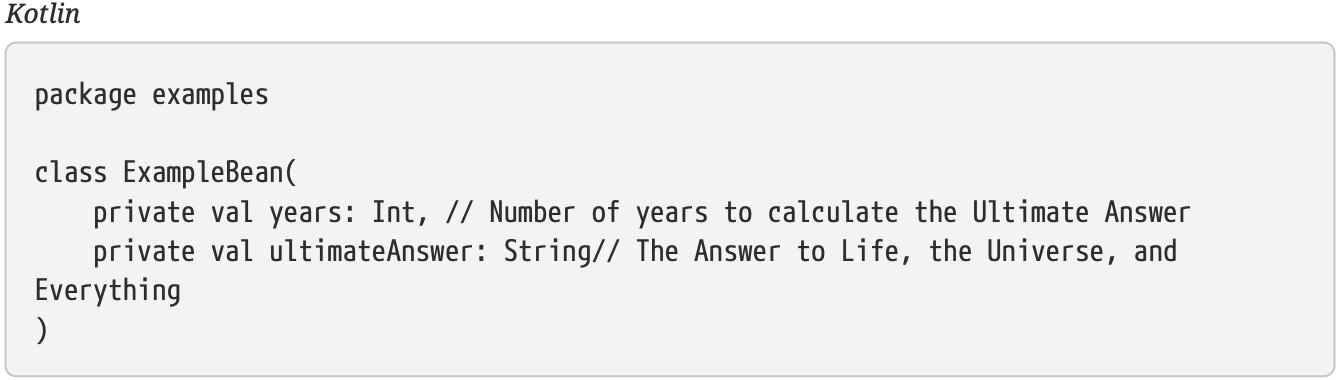 Kotlin
package examples
class ExampleBean(
    private val years: Int, // Number of years to calculate the Ultimate Answer
    private val ultimateAnswer: String// The Answer to Life, the Universe, and
Everything
)